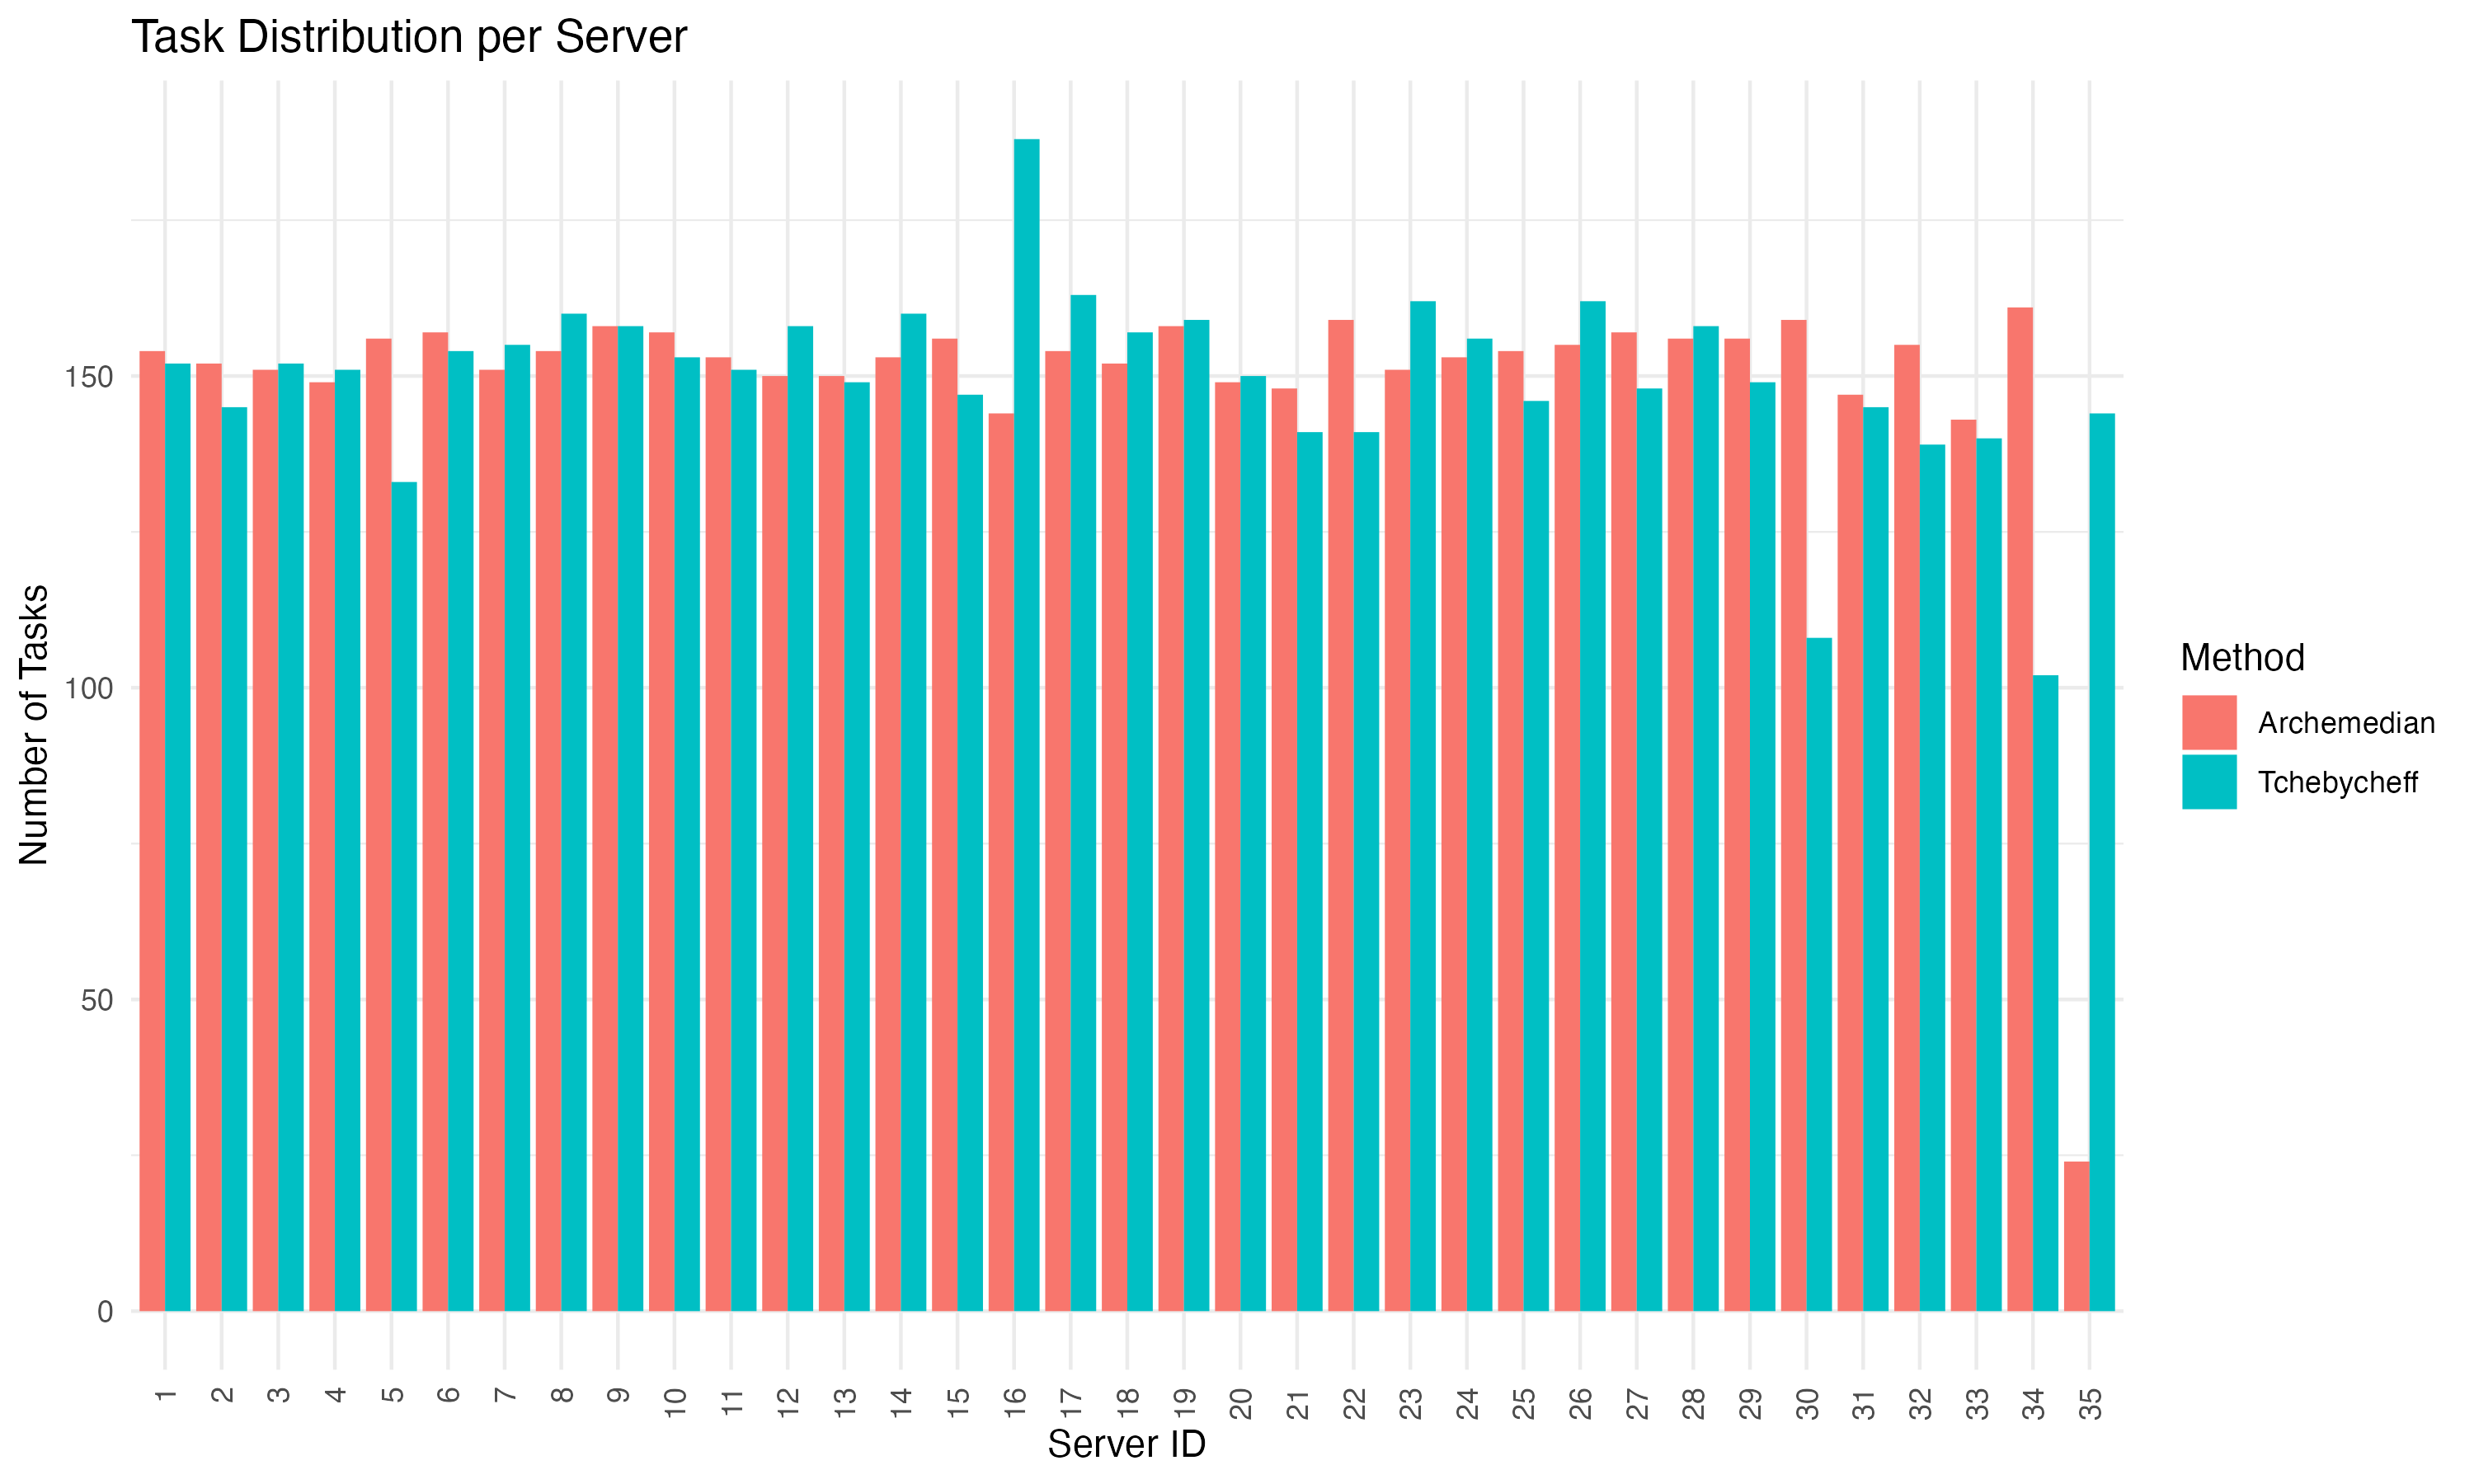 Task Distribution per Server
Number of Tasks
150
100
50
0
1 2 3 4 5 6 7 8 9 10 11 12 13 14 15 16 17 18 19 20 21 22 23 24 25 26 27 28 29 30 31 32 33 34 35
Server ID
Method
Archemedian
Tchebycheff